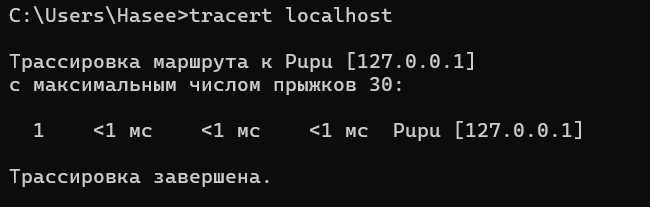 C:\Users\Hasee>tracert localhost
Трассировка маршрута к Pupu [127.0.0.1]
с максимальным числом прыжков 30:
1    <1 мс    <1 мс    <1 мс  Pupu [127.0.0.1]
Трассировка завершена.